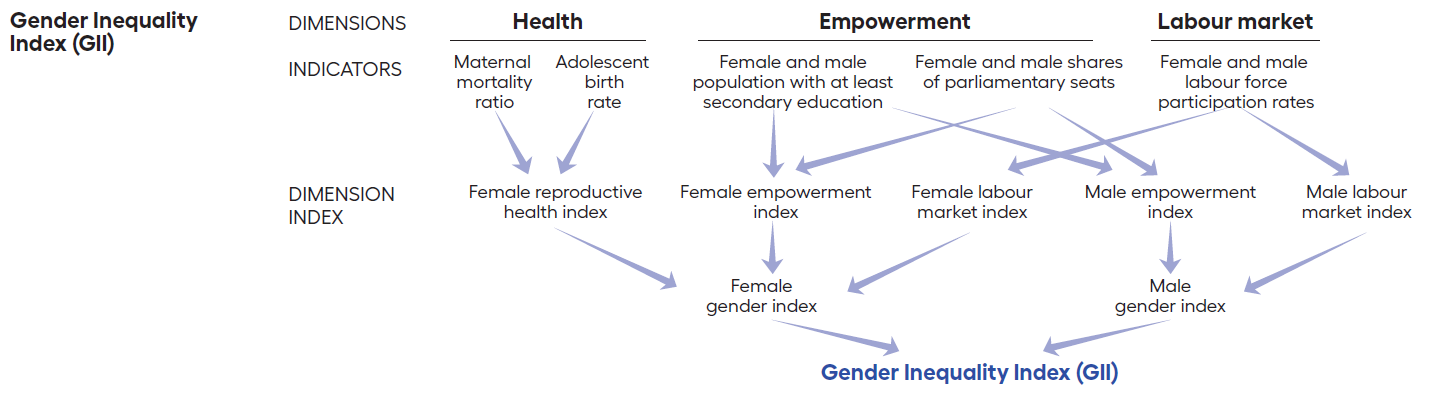 Gender Inequality
Index (GII)
DIMENSIONS
Health
Empowerment
Labour market
INDICATORS
Maternal
mortality
ratio
Adolescent
birth
rate
Female and male
population with at least
secondary education
Female and male shares
of parliamentary seats
Female and male
labour force
participation rates
DIMENSION
INDEX
Female reproductive
health index
Female empowerment
index
Female labour
market index
Male empowerment
index
Male labour
market index
Female
gender index
Male
gender index
Gender Inequality Index (GII)